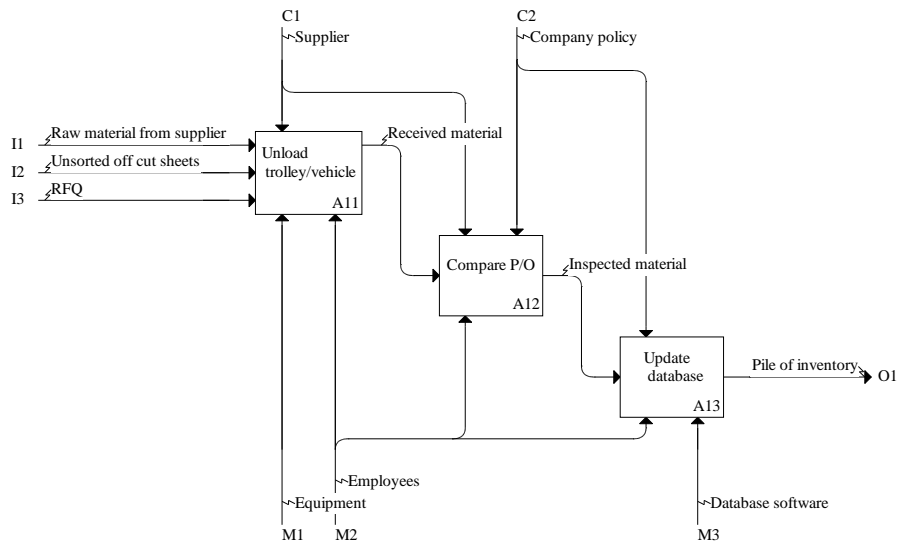 C1
C2
Supplier
Company policy
I1
Raw material from supplier
Received material
I2
Unsorted off cut sheets
I3
RFQ
Unload
trolley/vehicle
A11
Compare P/O
A12
Inspected material
Update
database
A13
Pile of inventory
O1
Employees
Equipment
Database software
M1
M2
M3